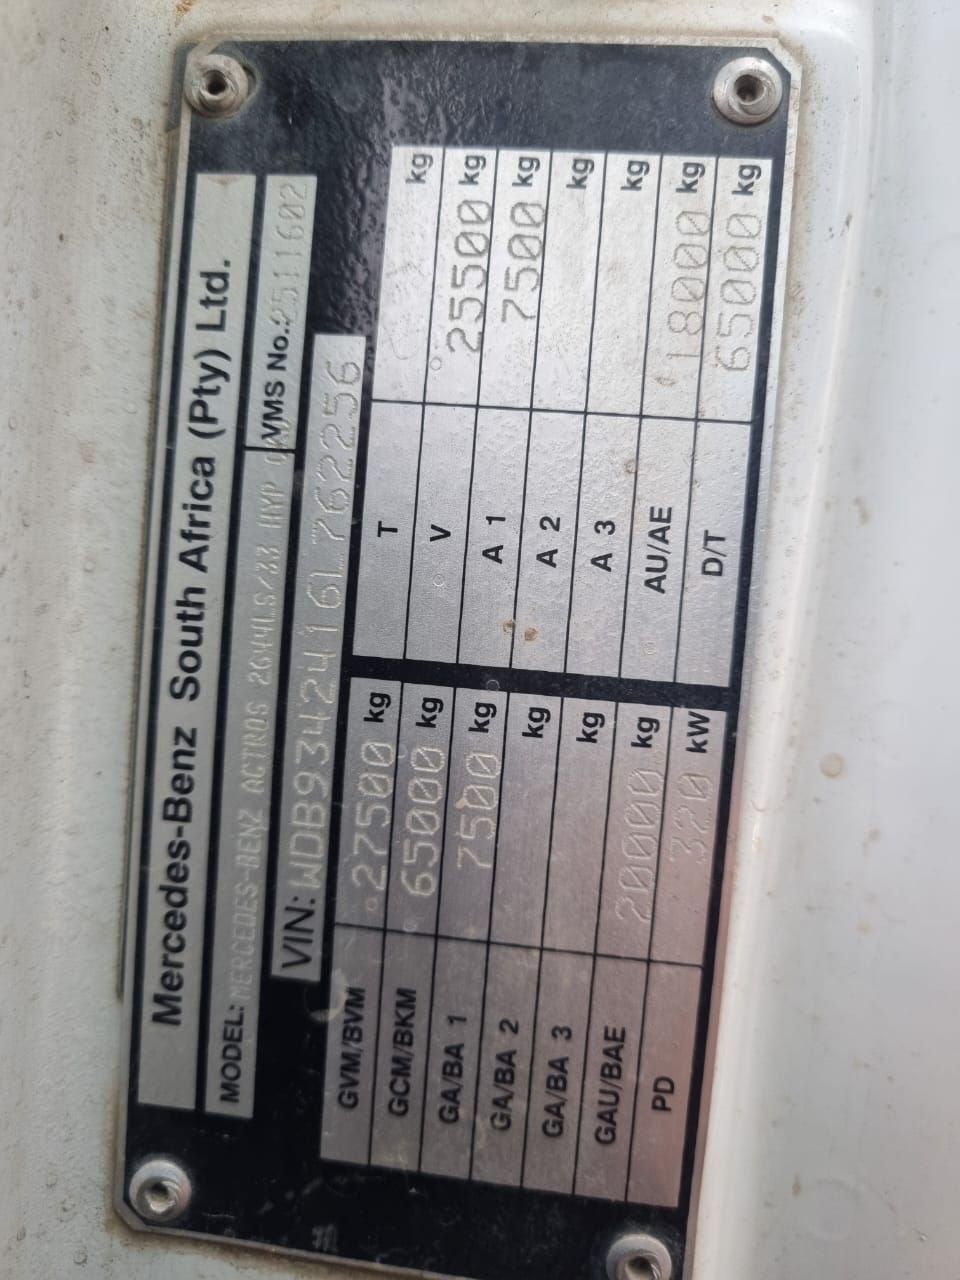 Mercedes-Benz South Africa (Pty) Ltd.
MODEL: MERCEDES-BENZ ACTROS 2644LS/33 HYP VMS No.: 2511602
VIN: WDB9342416L762256
GVM/BVM 27500 kg T kg
GCM/BKM 65000 kg V 25500 kg
GA/BA 1 7500 kg A 1 7500 kg
GA/BA 2 kg A 2 kg
GA/BA 3 kg A 3 kg
GAU/BAE 20000 kg AU/AE 18000 kg
PD 320 kW D/T 65000 kg